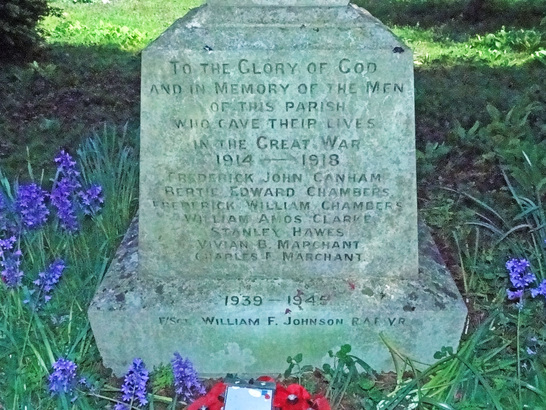 To the Glory of God
and in Memory of the Men
of this Parish
who gave their lives
in the Great War
1914 — 1918
Frederick John Canham
Bertie Edward Chambers
Frederick William Chambers
William Amos Clarke
Stanley Hawes
Vivian B. Marchant
Charles F. Marchant
1939 – 1945
F/Sgt. William F. Johnson R.A.F.V.R.